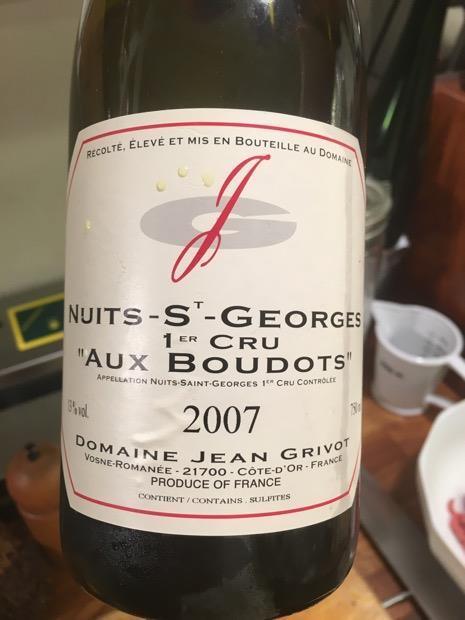 RÉCOLTÉ, ÉLEVÉ ET MIS EN BOUTEILLE AU DOMAINE
JG
NUITS-Sᵀ-GEORGES
1ER CRU
"AUX BOUDOTS"
APPELLATION NUITS-SAINT-GEORGES 1ER CRU CONTRÔLÉE
13% vol.
2007
DOMAINE JEAN GRIVOT
VOSNE-ROMANÉE - 21700 - CÔTE-D'OR - FRANCE
PRODUCE OF FRANCE
CONTIENT / CONTAINS . SULFITES